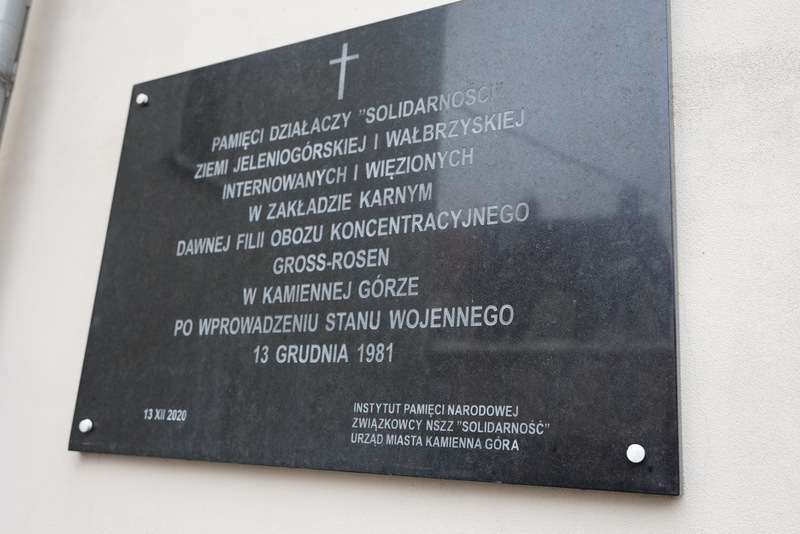 PAMIĘCI DZIAŁACZY "SOLIDARNOŚCI"
ZIEMI JELENIOGÓRSKIEJ I WAŁBRZYSKIEJ
INTERNOWANYCH I WIĘZIONYCH
W ZAKŁADZIE KARNYM
DAWNEJ FILII OBOZU KONCENTRACYJNEGO
GROSS-ROSEN
W KAMIENNEJ GÓRZE
PO WPROWADZENIU STANU WOJENNEGO
13 GRUDNIA 1981
13 XII 2020
INSTYTUT PAMIĘCI NARODOWEJ
ZWIĄZKOWCY NSZZ "SOLIDARNOŚĆ"
URZĄD MIASTA KAMIENNA GÓRA